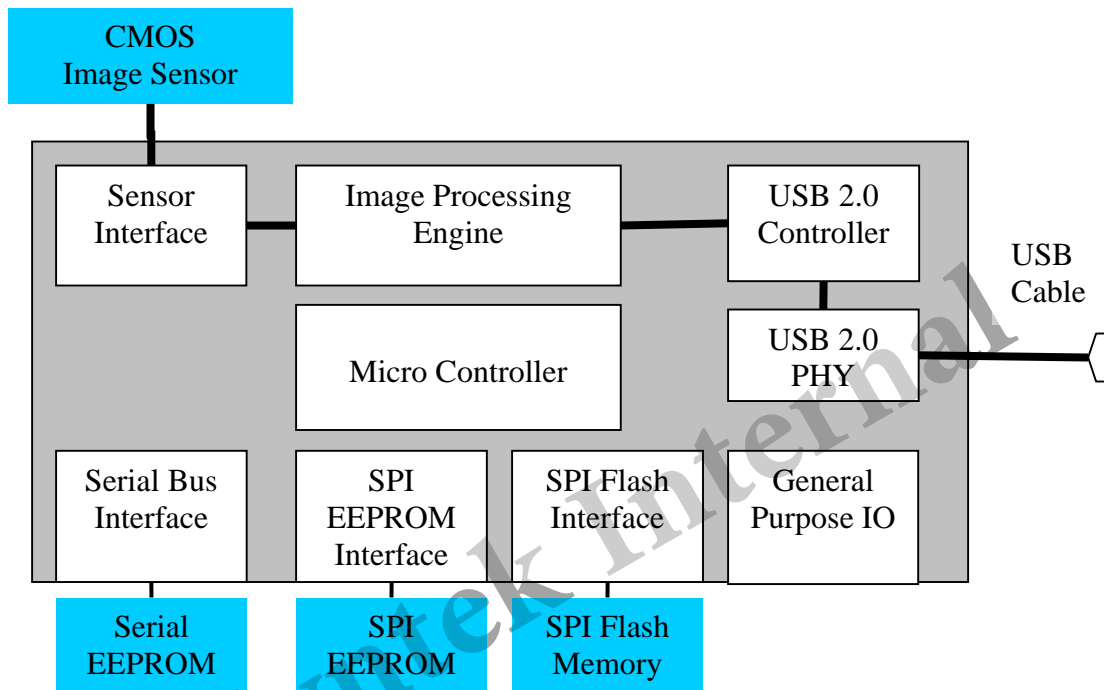 CMOS
Image Sensor
Sensor
Interface
Image Processing
Engine
USB 2.0
Controller
USB
Cable
Micro Controller
USB 2.0
PHY
Serial Bus
Interface
SPI
EEPROM
Interface
SPI Flash
Interface
General
Purpose IO
Serial
EEPROM
SPI
EEPROM
SPI Flash
Memory
Internal